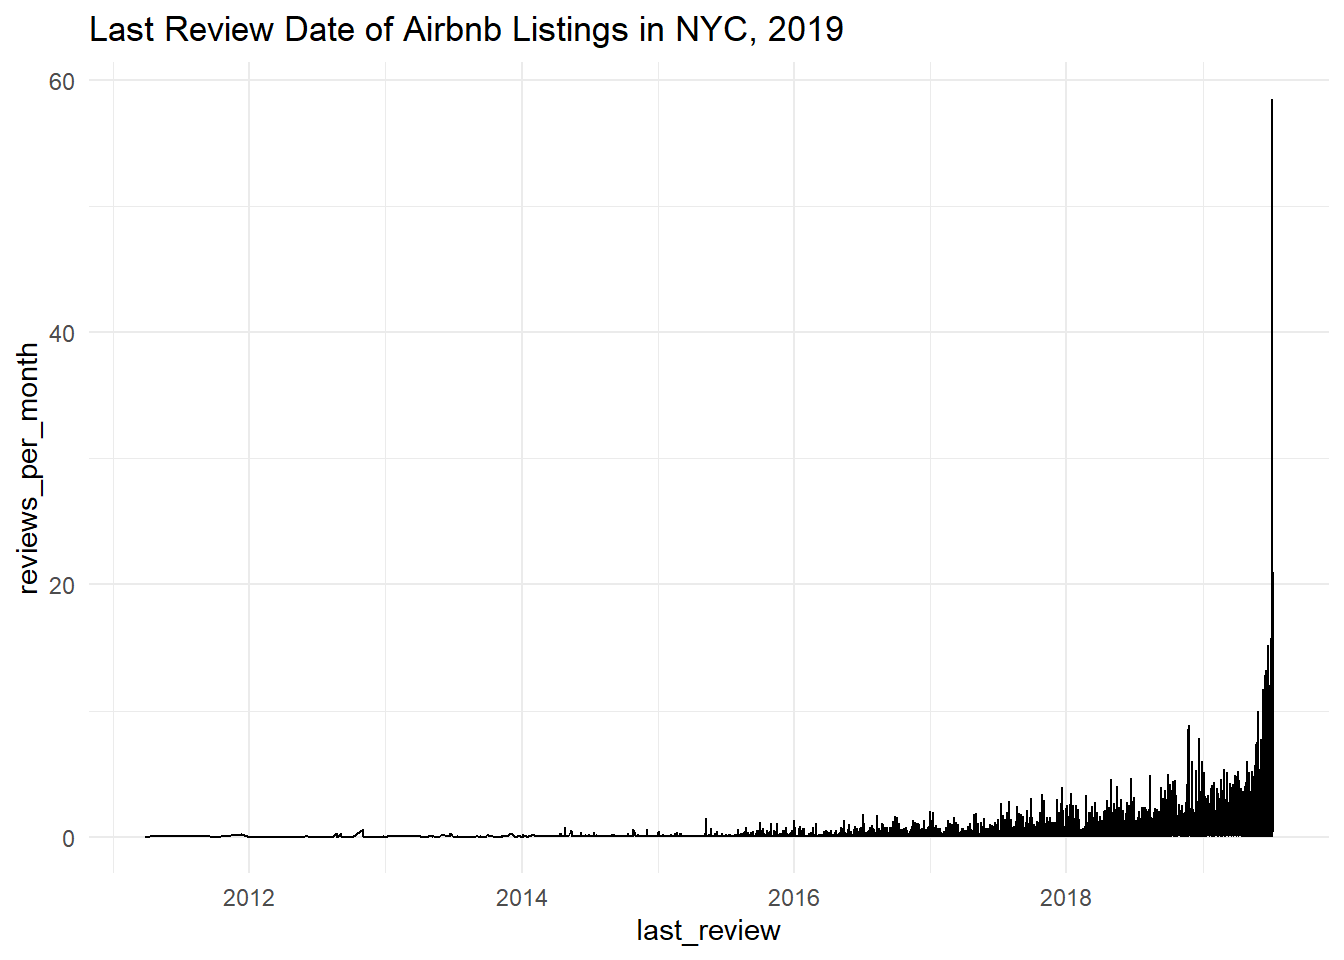 Last Review Date of Airbnb Listings in NYC, 2019
60
40
20
0
reviews_per_month
2012 2014 2016 2018
last_review